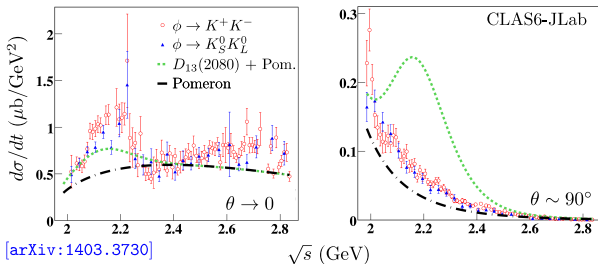 dσ/dt (μb/GeV²)
2
1.5
1
0.5
0
ϕ → K⁺K⁻
ϕ → K⁰_S K⁰_L
D₁₃(2080) + Pom.
Pomeron
θ → 0
2 2.2 2.4 2.6 2.8
0.3
0.2
0.1
0
CLAS6-JLab
θ ∼ 90°
2 2.2 2.4 2.6 2.8
[arXiv:1403.3730]
√s (GeV)